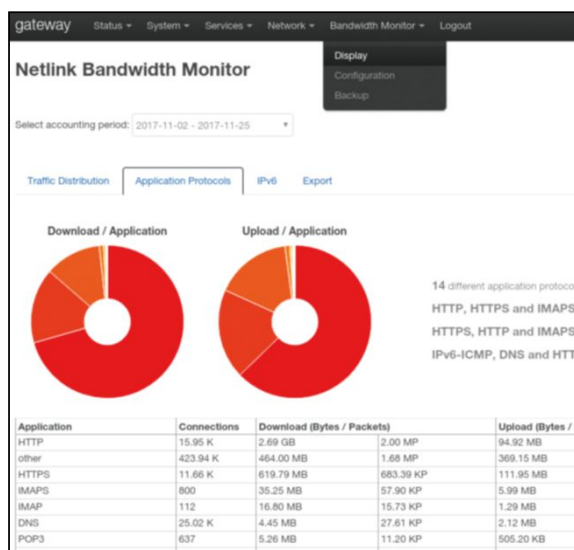 gateway Status System Services Network Bandwidth Monitor Logout
Display
Configuration
Backup
Netlink Bandwidth Monitor
Select accounting period: 2017-11-02 - 2017-11-25
Traffic Distribution Application Protocols IPv6 Export
Download / Application Upload / Application
14 different application protoco
HTTP, HTTPS and IMAPS
HTTPS, HTTP and IMAPS
IPv6-ICMP, DNS and HTT
Application Connections Download (Bytes / Packets) Upload (Bytes /
HTTP 15.95 K 2.69 GB 2.00 MP 94.92 MB
other 423.94 K 464.00 MB 1.68 MP 369.15 MB
HTTPS 11.66 K 619.79 MB 683.39 KP 111.95 MB
IMAPS 800 35.25 MB 57.90 KP 5.99 MB
IMAP 112 16.80 MB 15.73 KP 1.29 MB
DNS 25.02 K 4.45 MB 27.61 KP 2.12 MB
POP3 637 5.26 MB 11.20 KP 505.20 KB